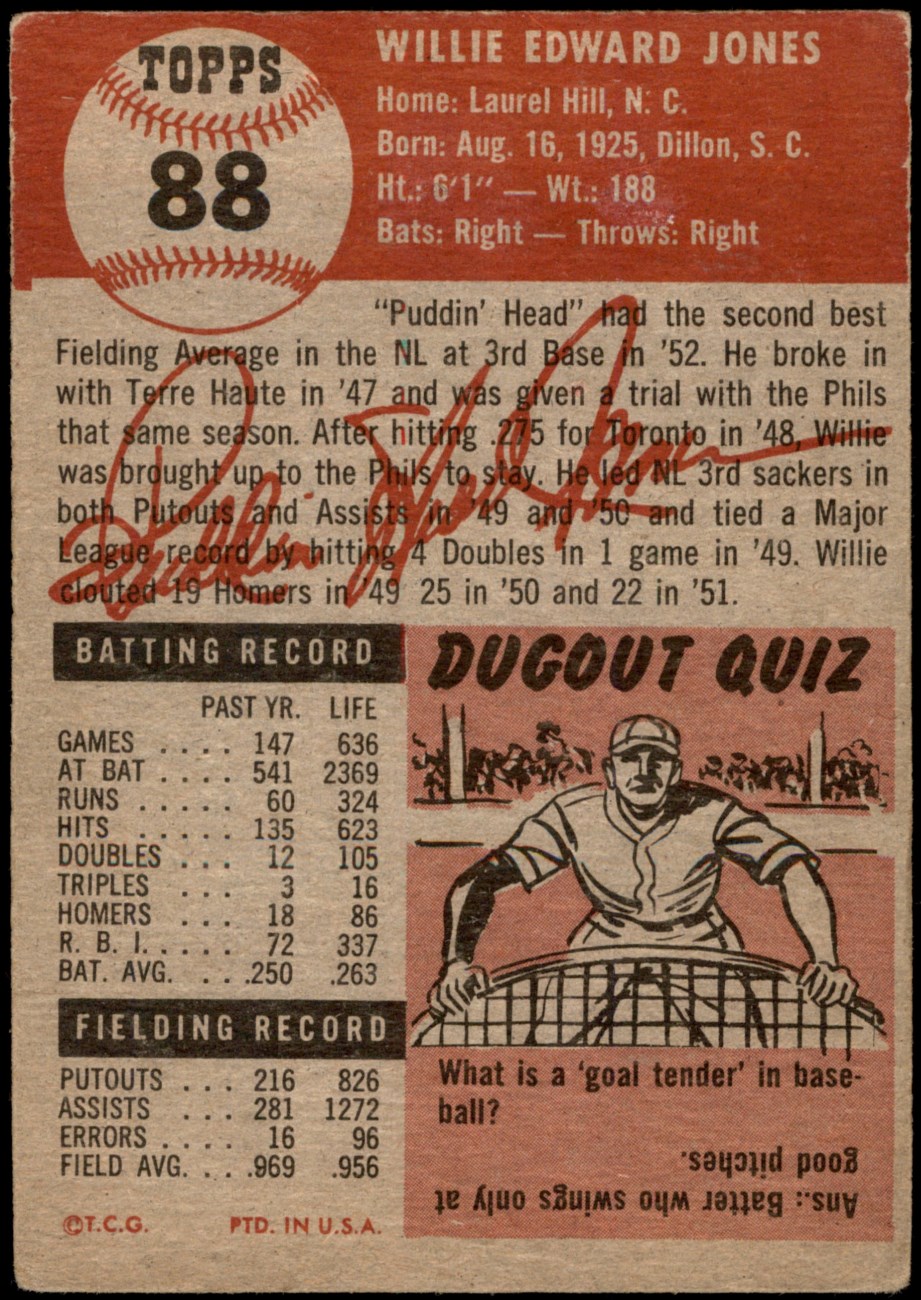 TOPPS
88
WILLIE EDWARD JONES
Home: Laurel Hill, N. C.
Born: Aug. 16, 1925, Dillon, S. C.
Ht.: 6'1" — Wt.: 188
Bats: Right — Throws: Right
"Puddin' Head" had the second best
Fielding Average in the NL at 3rd Base in '52. He broke in
with Terre Haute in '47 and was given a trial with the Phils
that same season. After hitting .275 for Toronto in '48, Willie
was brought up to the Phils to stay. He led NL 3rd sackers in
both Putouts and Assists in '49 and '50 and tied a Major
League record by hitting 4 Doubles in 1 game in '49. Willie
clouted 19 Homers in '49 25 in '50 and 22 in '51.
Puddin' Head Jones
BATTING RECORD
PAST YR. LIFE
GAMES . . . . 147 636
AT BAT . . . . 541 2369
RUNS . . . . . 60 324
HITS . . . . . 135 623
DOUBLES . . . 12 105
TRIPLES . . . 3 16
HOMERS . . . 18 86
R. B. I. . . . . . 72 337
BAT. AVG. . . . .250 .263
FIELDING RECORD
PUTOUTS . . . 216 826
ASSISTS . . . . 281 1272
ERRORS . . . . 16 96
FIELD AVG. . . .969 .956
©T.C.G. PTD. IN U.S.A.
DUGOUT QUIZ
What is a 'goal tender' in base-
ball?
Ans.: Batter who swings only at
good pitches.